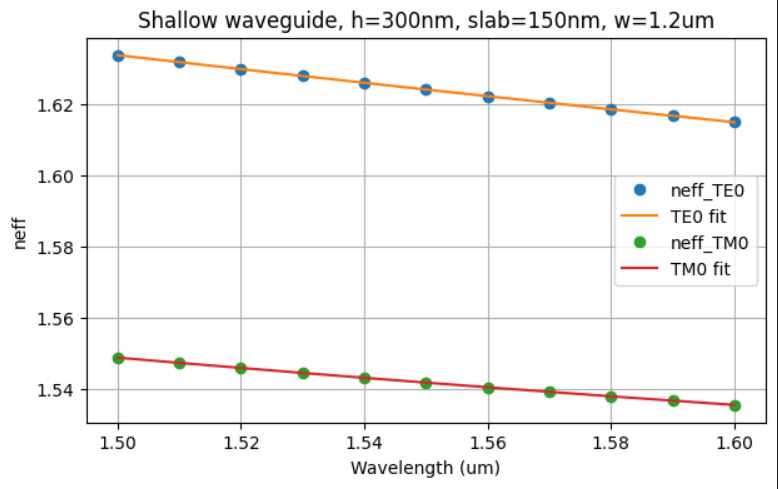 Shallow waveguide, h=300nm, slab=150nm, w=1.2um
neff
1.62
1.60
1.58
1.56
1.54
neff_TE0
TE0 fit
neff_TM0
TM0 fit
1.50 1.52 1.54 1.56 1.58 1.60
Wavelength (um)